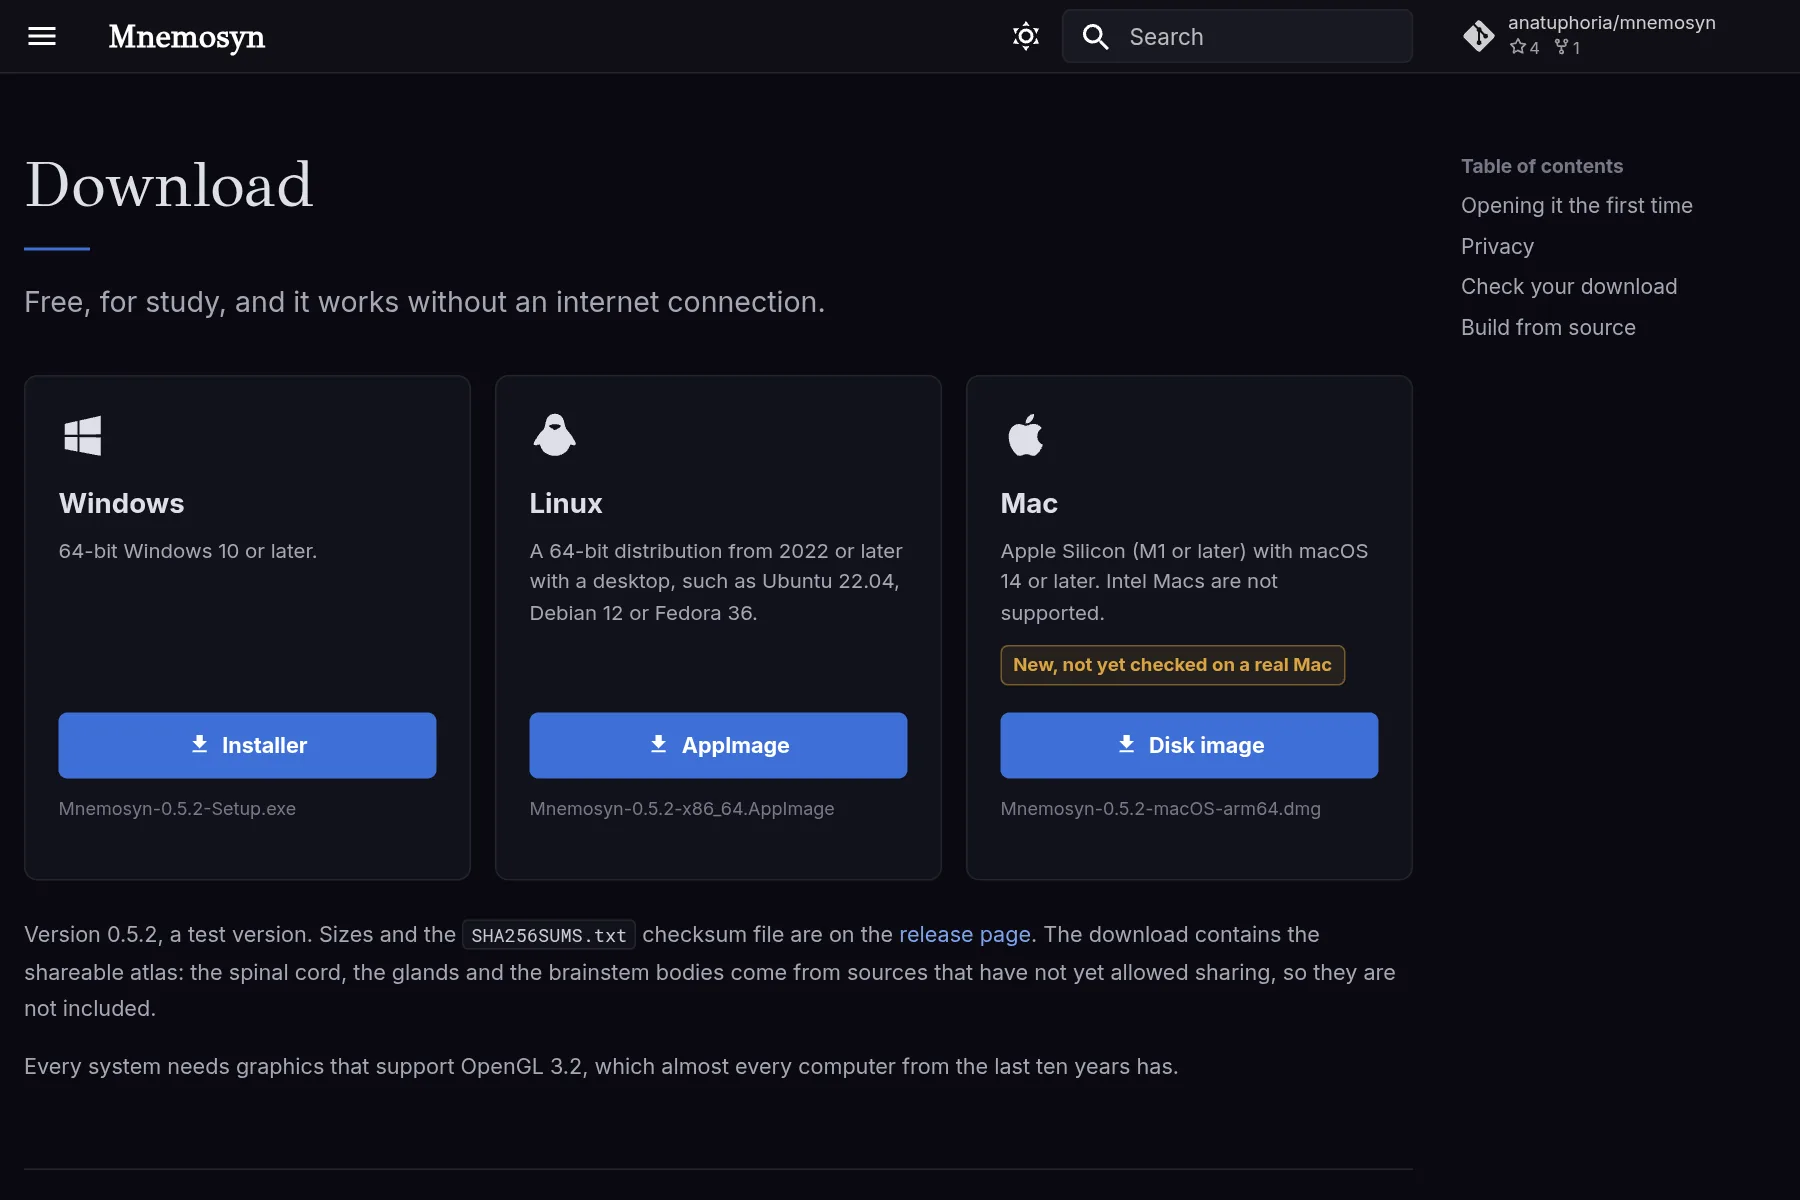 Mnemosyn
Search
anatuphoria/mnemosyn
4 1
Download
Free, for study, and it works without an internet connection.
Table of contents
Opening it the first time
Privacy
Check your download
Build from source
Windows
64-bit Windows 10 or later.
Installer
Mnemosyn-0.5.2-Setup.exe
Linux
A 64-bit distribution from 2022 or later
with a desktop, such as Ubuntu 22.04,
Debian 12 or Fedora 36.
AppImage
Mnemosyn-0.5.2-x86_64.AppImage
Mac
Apple Silicon (M1 or later) with macOS
14 or later. Intel Macs are not
supported.
New, not yet checked on a real Mac
Disk image
Mnemosyn-0.5.2-macOS-arm64.dmg
Version 0.5.2, a test version. Sizes and the SHA256SUMS.txt checksum file are on the release page. The download contains the
shareable atlas: the spinal cord, the glands and the brainstem bodies come from sources that have not yet allowed sharing, so they are
not included.
Every system needs graphics that support OpenGL 3.2, which almost every computer from the last ten years has.